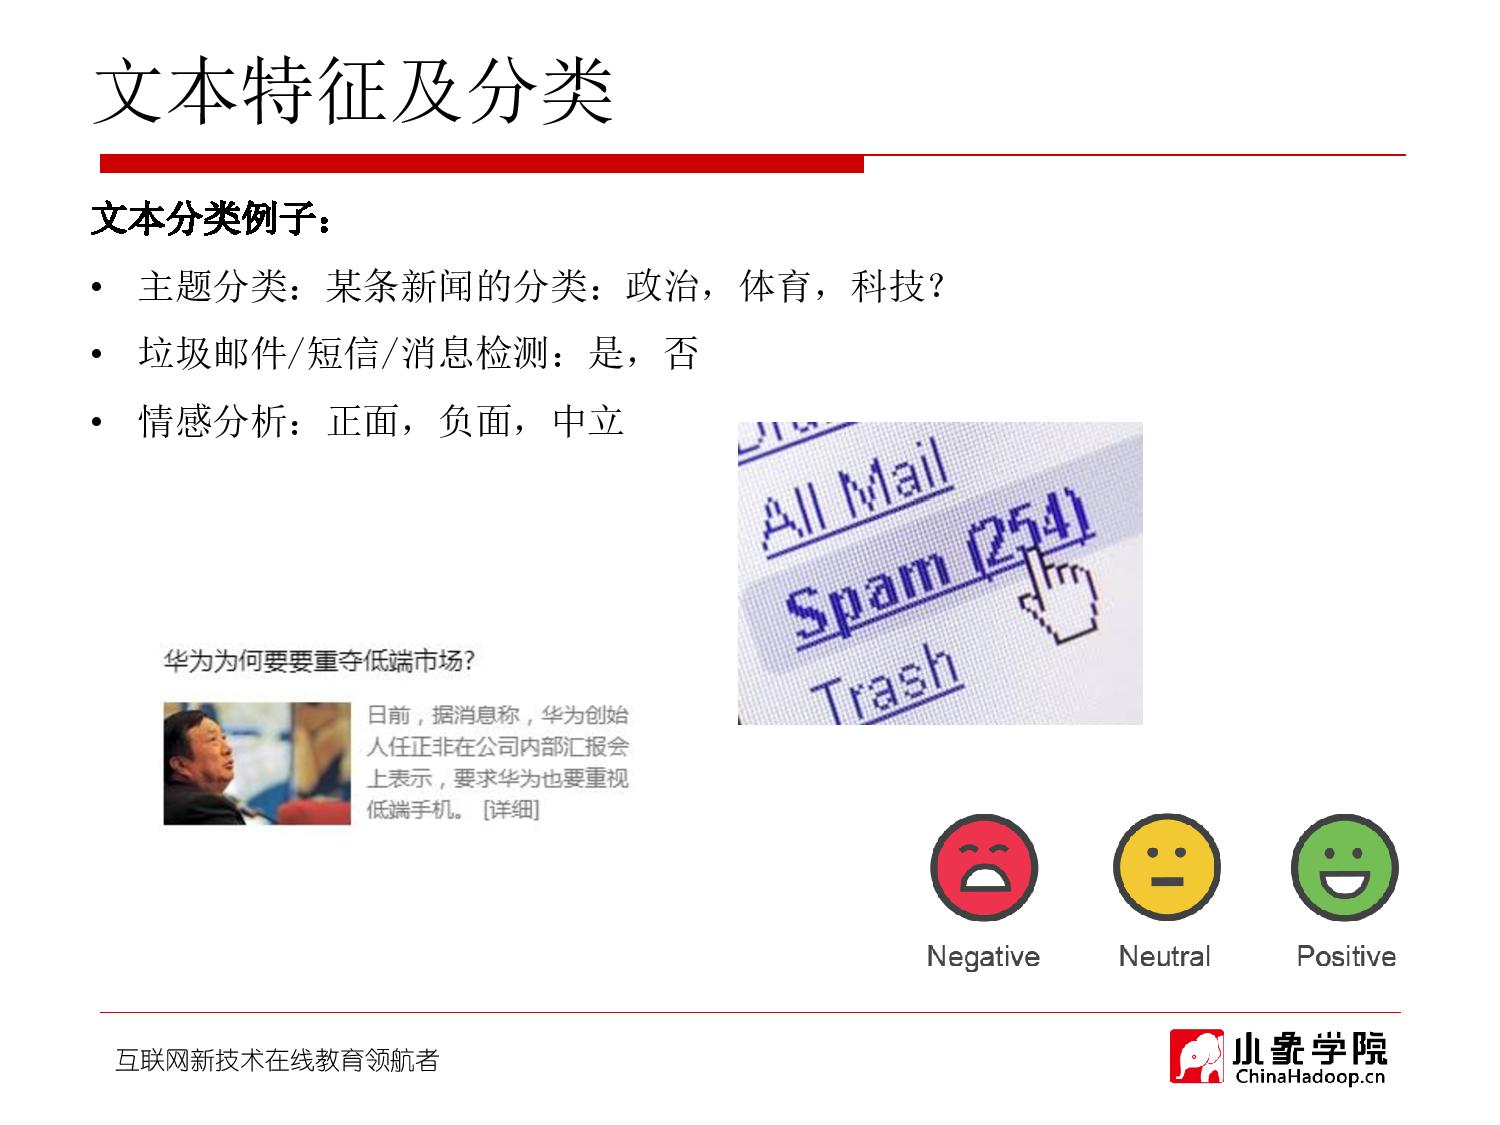 文本特征及分类
文本分类例子：
• 主题分类：某条新闻的分类：政治，体育，科技？
• 垃圾邮件/短信/消息检测：是，否
• 情感分析：正面，负面，中立
All Mail
Spam (254)
Trash
华为为何要要重夺低端市场?
日前，据消息称，华为创始
人任正非在公司内部汇报会
上表示，要求华为也要重视
低端手机。 [详细]
Negative Neutral Positive
互联网新技术在线教育领航者
小象学院
ChinaHadoop.cn